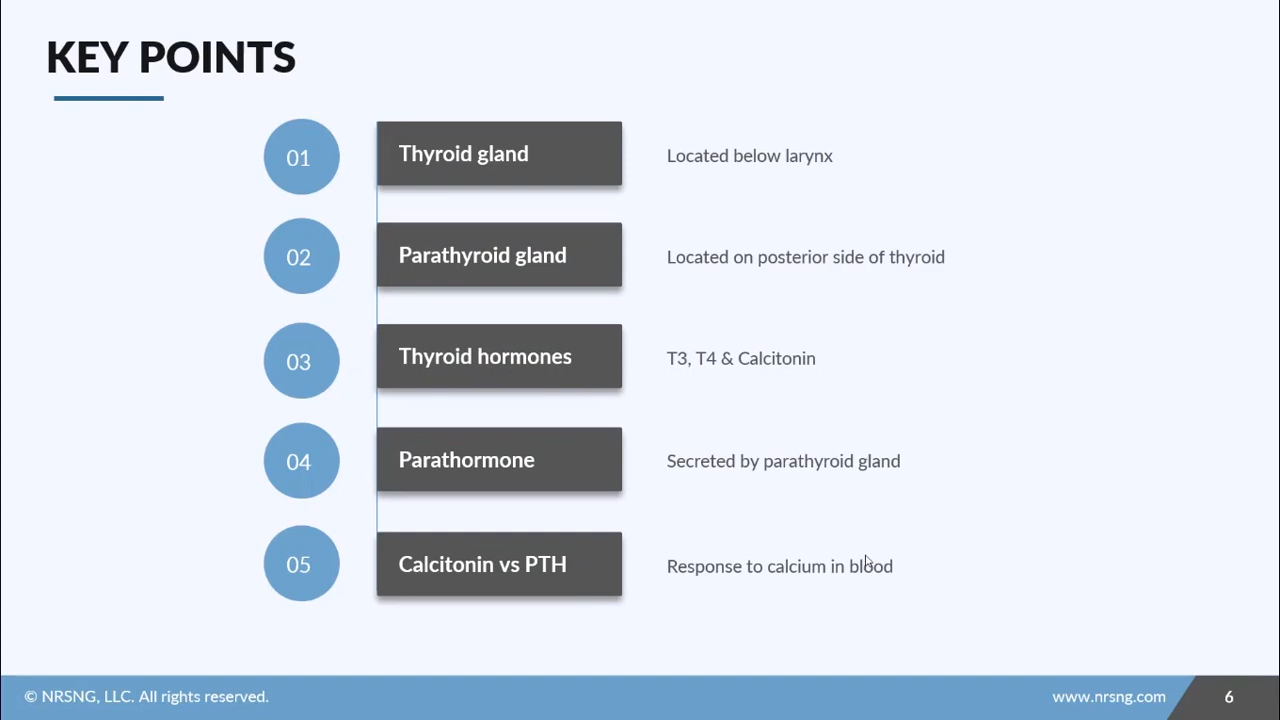 KEY POINTS
01 Thyroid gland Located below larynx
02 Parathyroid gland Located on posterior side of thyroid
03 Thyroid hormones T3, T4 & Calcitonin
04 Parathormone Secreted by parathyroid gland
05 Calcitonin vs PTH Response to calcium in blood
© NRSNG, LLC. All rights reserved. www.nrsng.com 6